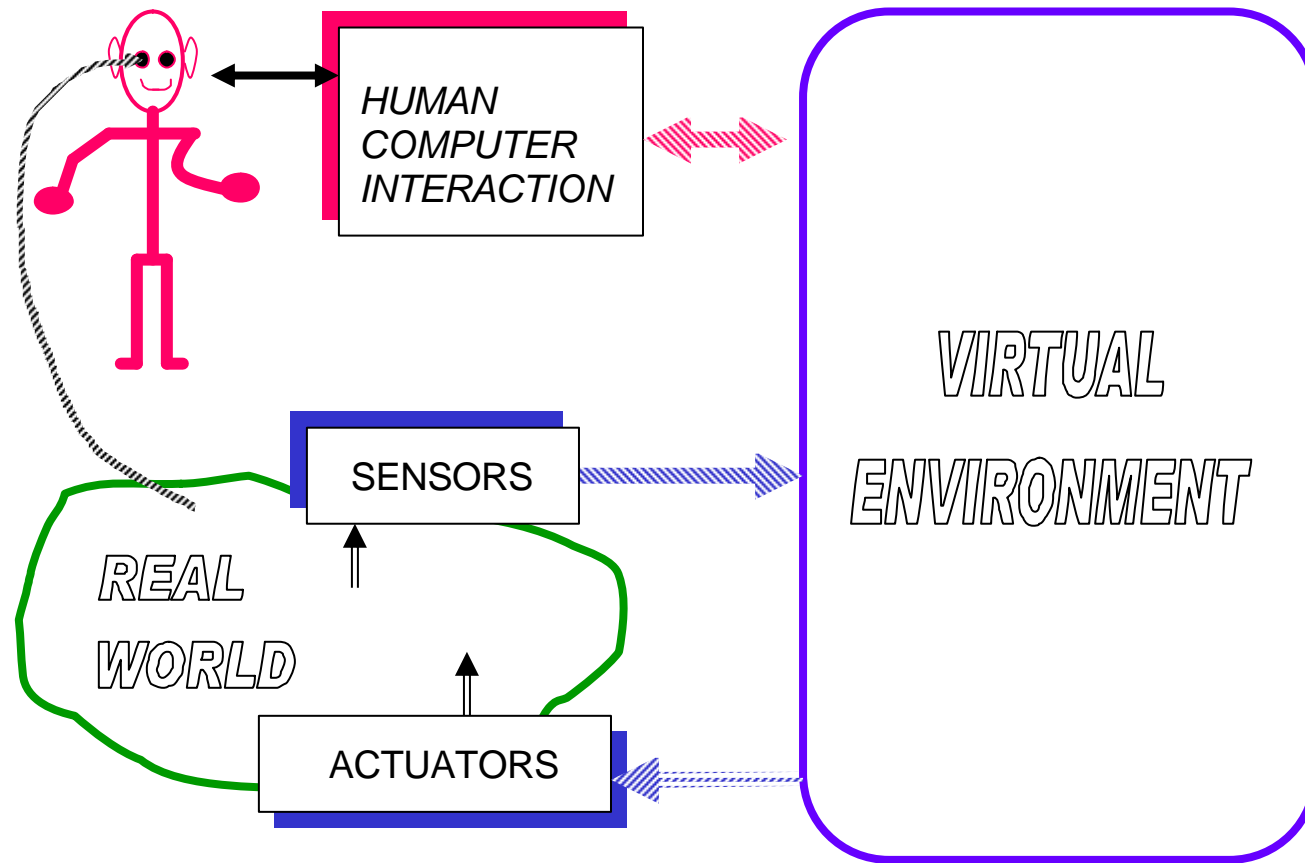 HUMAN
COMPUTER
INTERACTION
VIRTUAL
ENVIRONMENT
SENSORS
REAL
WORLD
ACTUATORS